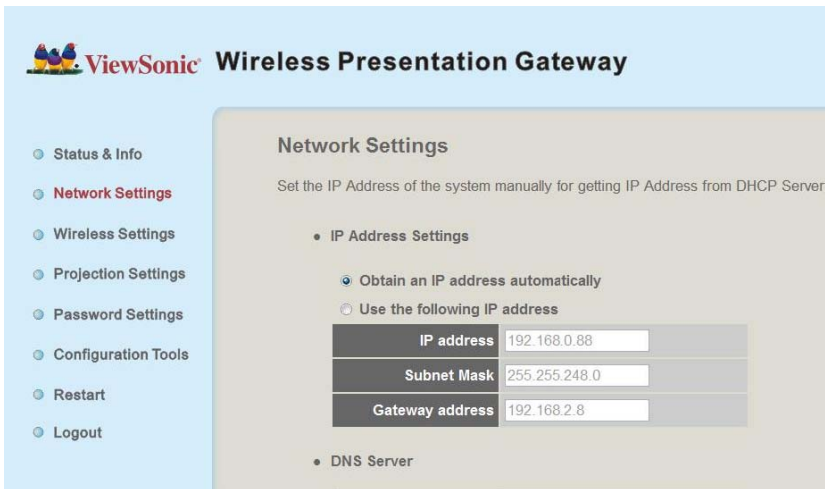 ViewSonic Wireless Presentation Gateway
Status & Info
Network Settings
Wireless Settings
Projection Settings
Password Settings
Configuration Tools
Restart
Logout
Network Settings
Set the IP Address of the system manually for getting IP Address from DHCP Server
IP Address Settings
Obtain an IP address automatically
Use the following IP address
IP address 192.168.0.88
Subnet Mask 255.255.248.0
Gateway address 192.168.2.8
DNS Server